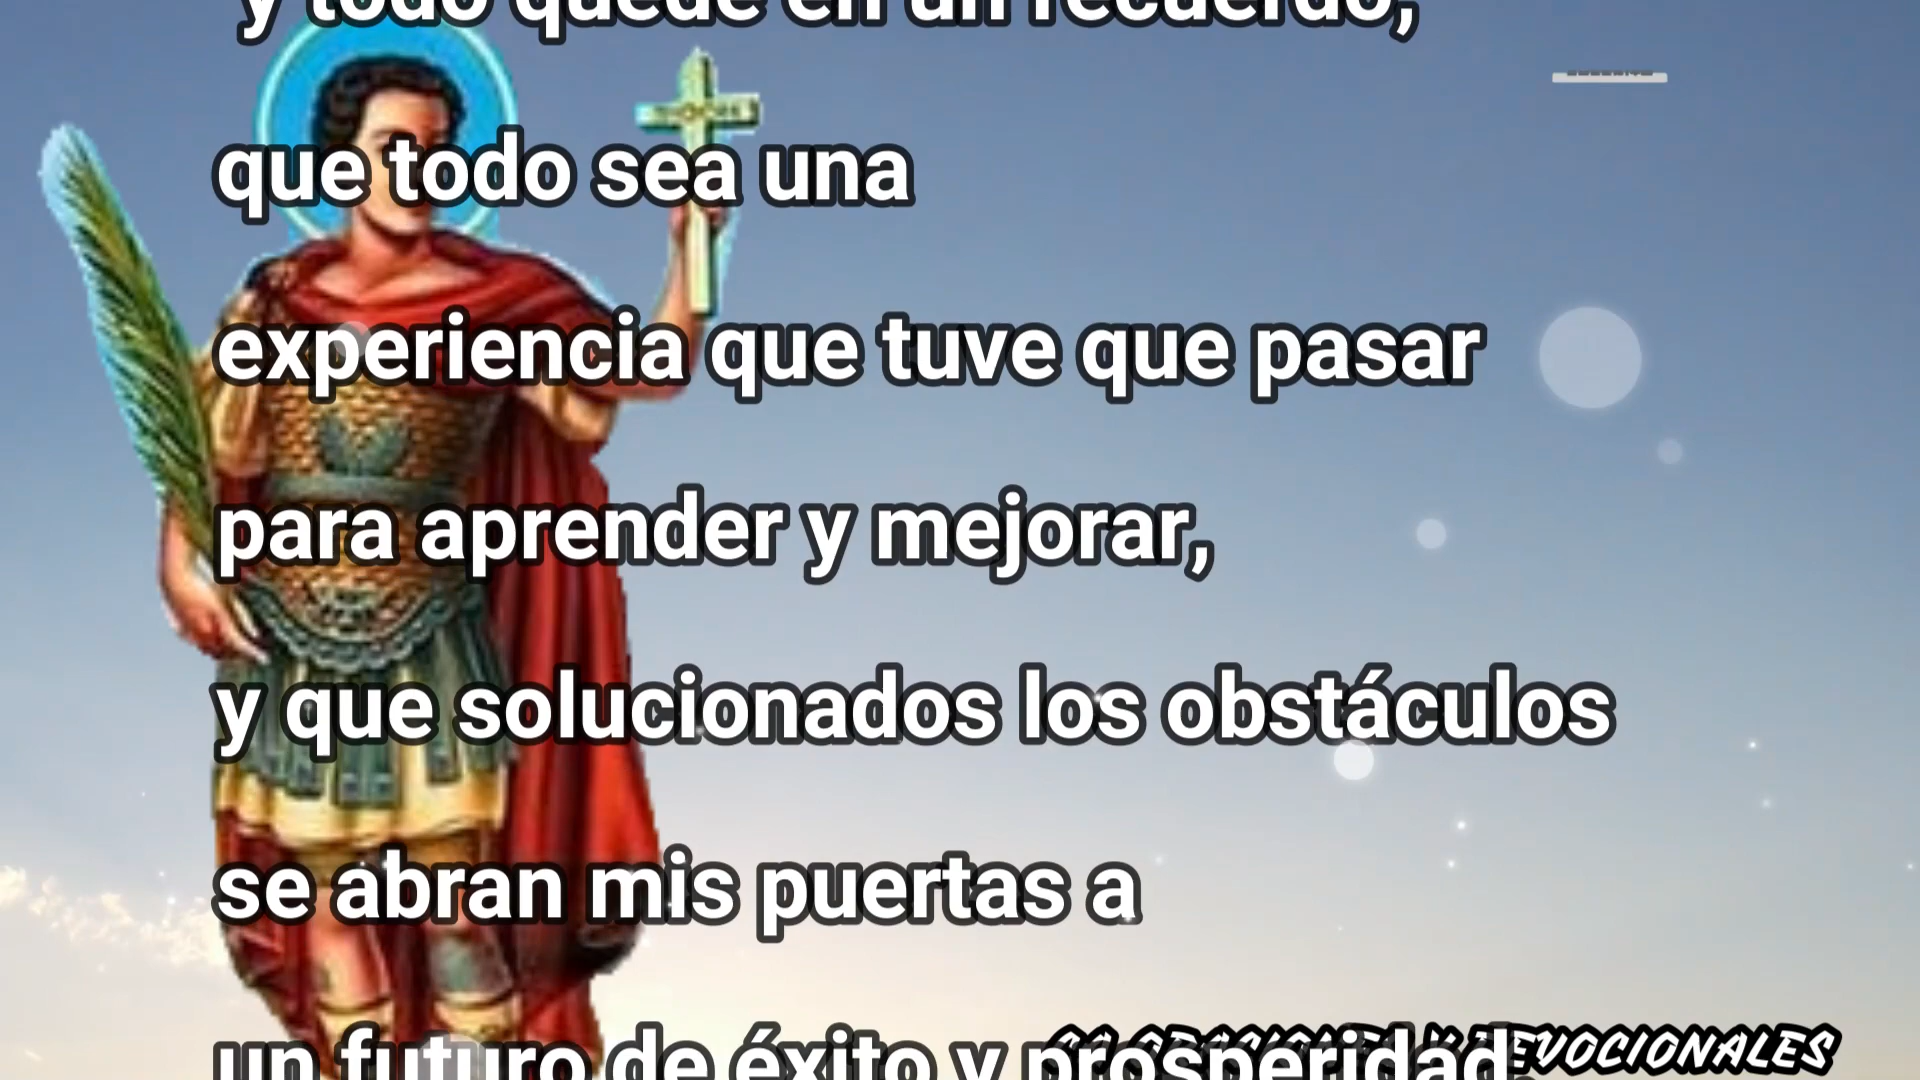 y todo quede en un recuerdo,
que todo sea una
experiencia que tuve que pasar
para aprender y mejorar,
y que solucionados los obstáculos
se abran mis puertas a
un futuro de éxito y prosperidad.
DEVOCIONALES